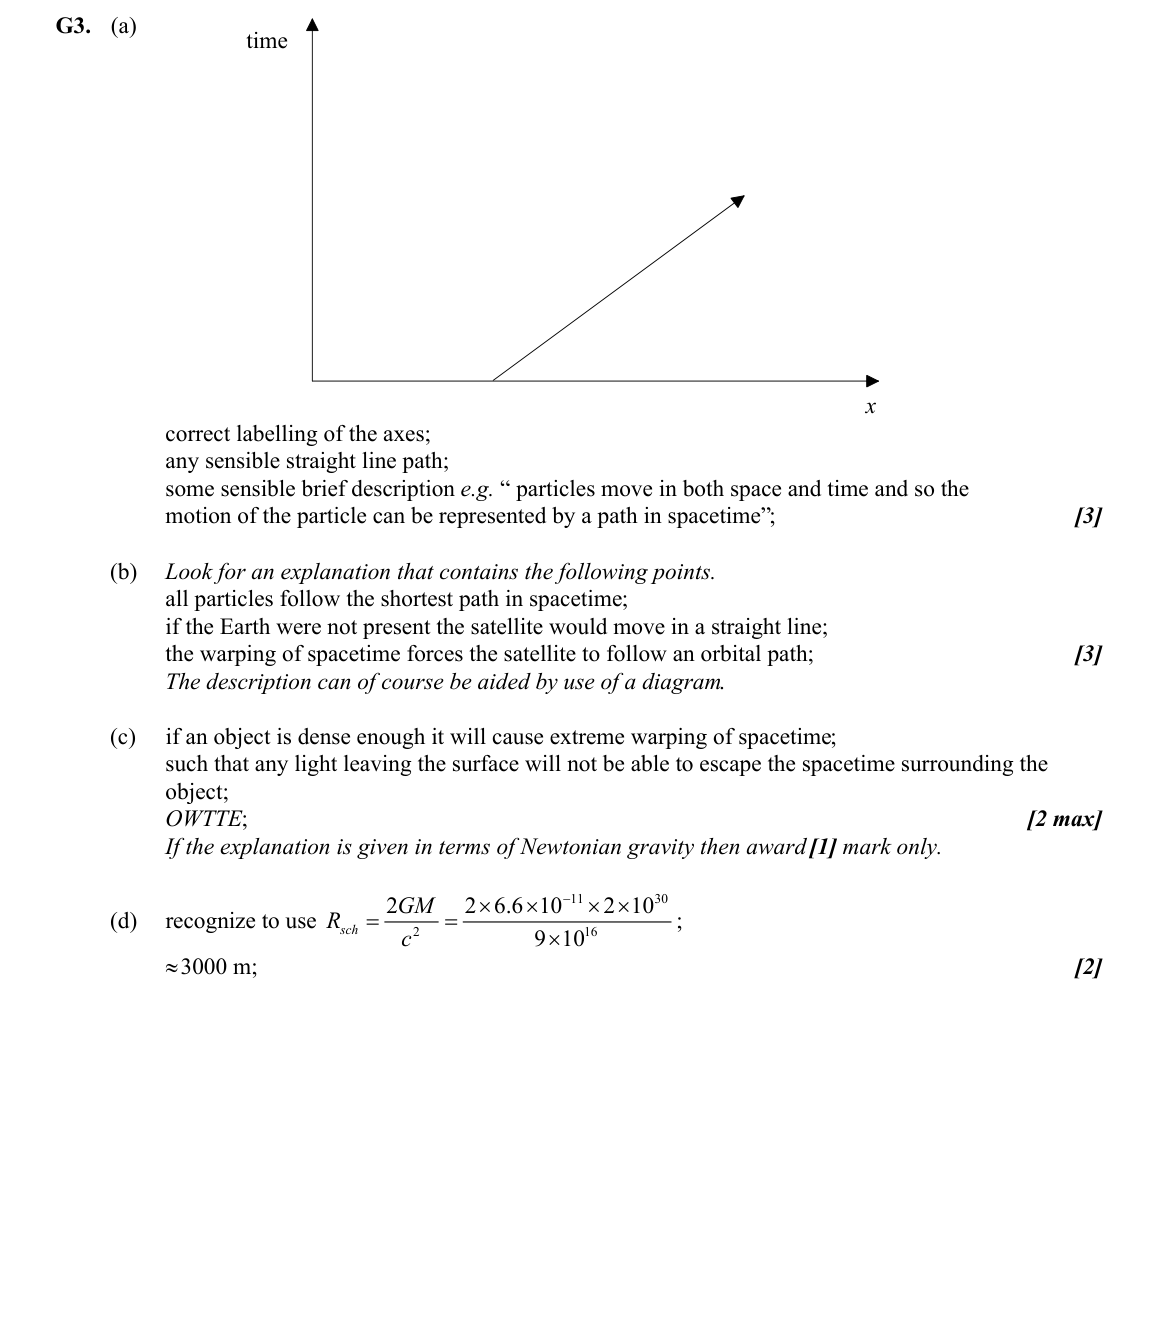 G3. (a)
time
x
correct labelling of the axes;
any sensible straight line path;
some sensible brief description e.g. “ particles move in both space and time and so the
motion of the particle can be represented by a path in spacetime”; [3]
(b) Look for an explanation that contains the following points.
all particles follow the shortest path in spacetime;
if the Earth were not present the satellite would move in a straight line;
the warping of spacetime forces the satellite to follow an orbital path; [3]
The description can of course be aided by use of a diagram.
(c) if an object is dense enough it will cause extreme warping of spacetime;
such that any light leaving the surface will not be able to escape the spacetime surrounding the
object;
OWTTE; [2 max]
If the explanation is given in terms of Newtonian gravity then award [1] mark only.
(d) recognize to use R_sch = 2GM/c² = 2×6.6×10⁻¹¹×2×10³⁰/9×10¹⁶ ;
≈3000 m; [2]